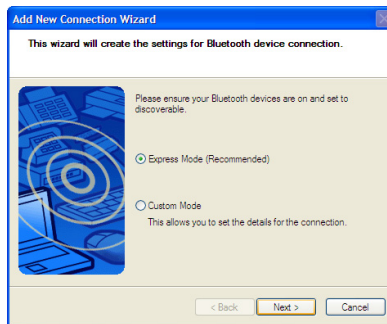 Add New Connection Wizard
This wizard will create the settings for Bluetooth device connection.
Please ensure your Bluetooth devices are on and set to
discoverable.
Express Mode (Recommended)
Custom Mode
This allows you to set the details for the connection.
< Back
Next >
Cancel